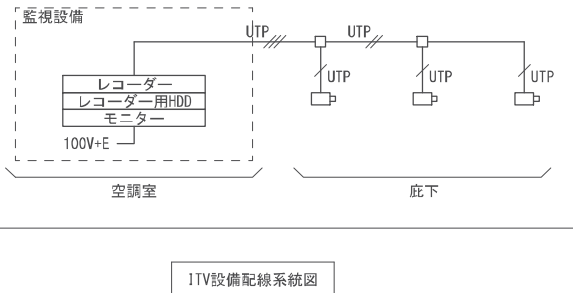 監視設備
UTP
UTP
UTP
UTP
UTP
レコーダー
レコーダー用HDD
モニター
100V+E
空調室
庇下
ITV設備配線系統図